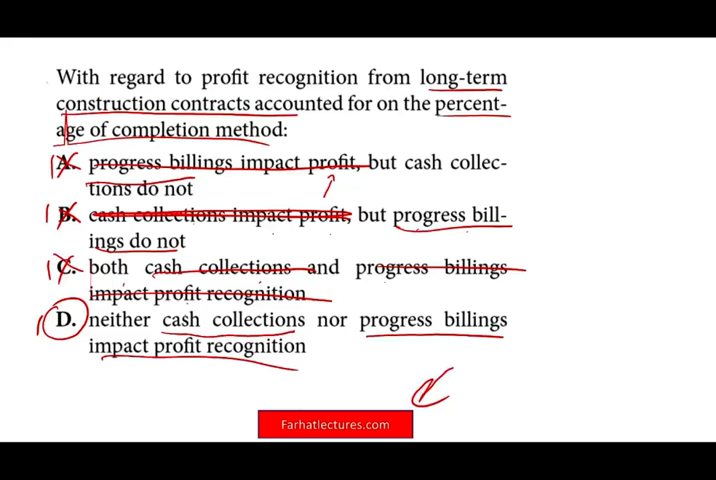 With regard to profit recognition from long-term
construction contracts accounted for on the percent-
age of completion method:
A. progress billings impact profit, but cash collec-
tions do not
B. cash collections impact profit, but progress bill-
ings do not
C. both cash collections and progress billings
impact profit recognition
D. neither cash collections nor progress billings
impact profit recognition
Farhatlectures.com